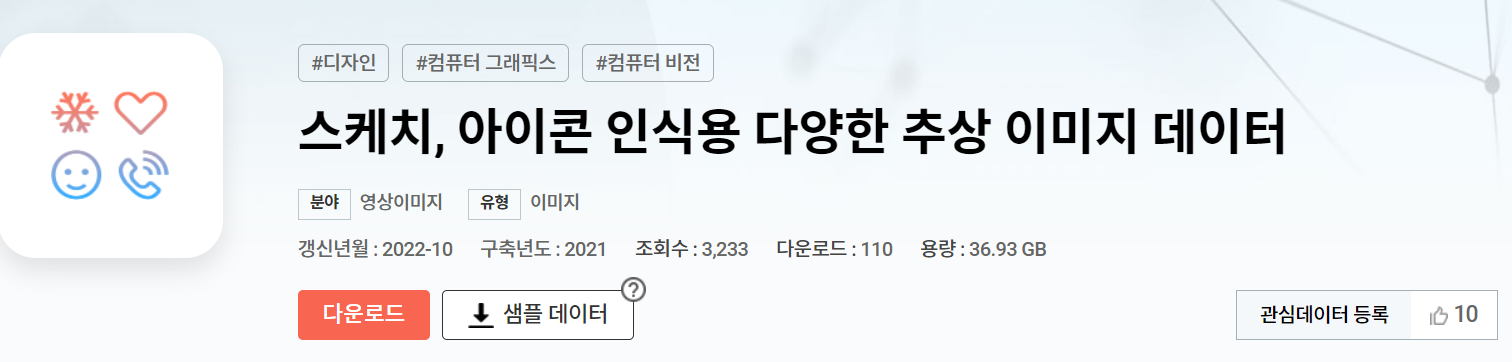 #디자인 #컴퓨터 그래픽스 #컴퓨터 비전
스케치, 아이콘 인식용 다양한 추상 이미지 데이터
분야 영상이미지 유형 이미지
갱신년월 : 2022-10 구축년도 : 2021 조회수 : 3,233 다운로드 : 110 용량 : 36.93 GB
다운로드 샘플 데이터 ? 관심데이터 등록 10